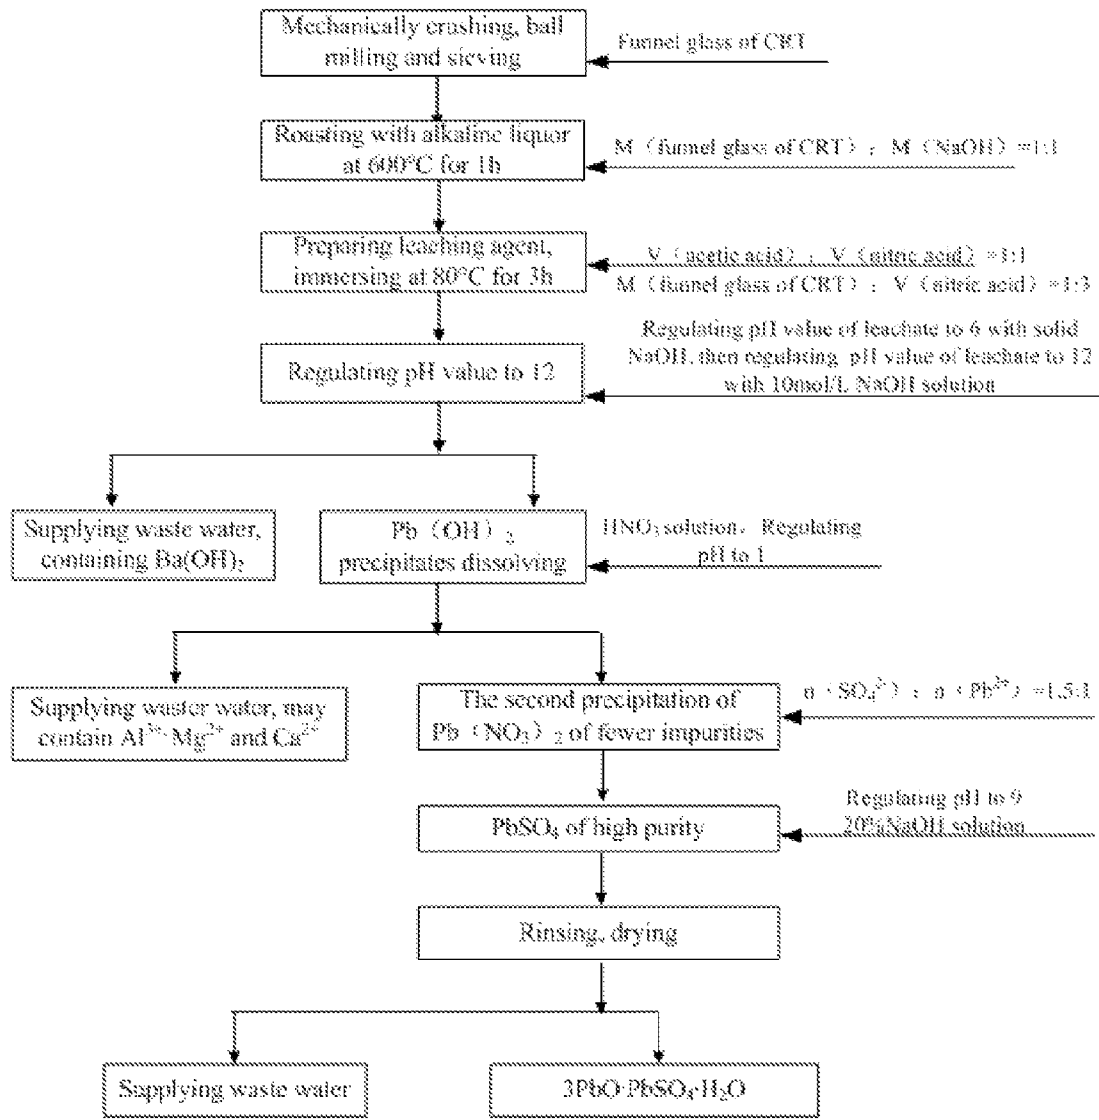 Mechanically crushing, ball
milling and sieving
Funnel glass of CRT
Roasting with alkaline liquor
at 600°C for 1h
M（funnel glass of CRT）：M（NaOH）=1:1
Preparing leaching agent,
immersing at 80°C for 3h
V（acetic acid）：V（nitric acid）=1:1
M（funnel glass of CRT）：V（nitric acid）=1:3
Regulating pH value to 12
Regulating pH value of leachate to 6 with solid
NaOH, then regulating pH value of leachate to 12
with 10mol/L NaOH solution
Supplying waste water,
containing Ba(OH)₂
Pb（OH）₂
precipitates dissolving
HNO₃ solution, Regulating
pH to 1
Supplying waster water, may
contain Al³⁺·Mg²⁺ and Ca²⁺
The second precipitation of
Pb（NO₃）₂ of fewer impurities
n（SO₄²⁻）：n（Pb²⁺）=1.5:1
PbSO₄ of high purity
Regulating pH to 9
20%NaOH solution
Rinsing, drying
Supplying waste water
3PbO·PbSO₄·H₂O